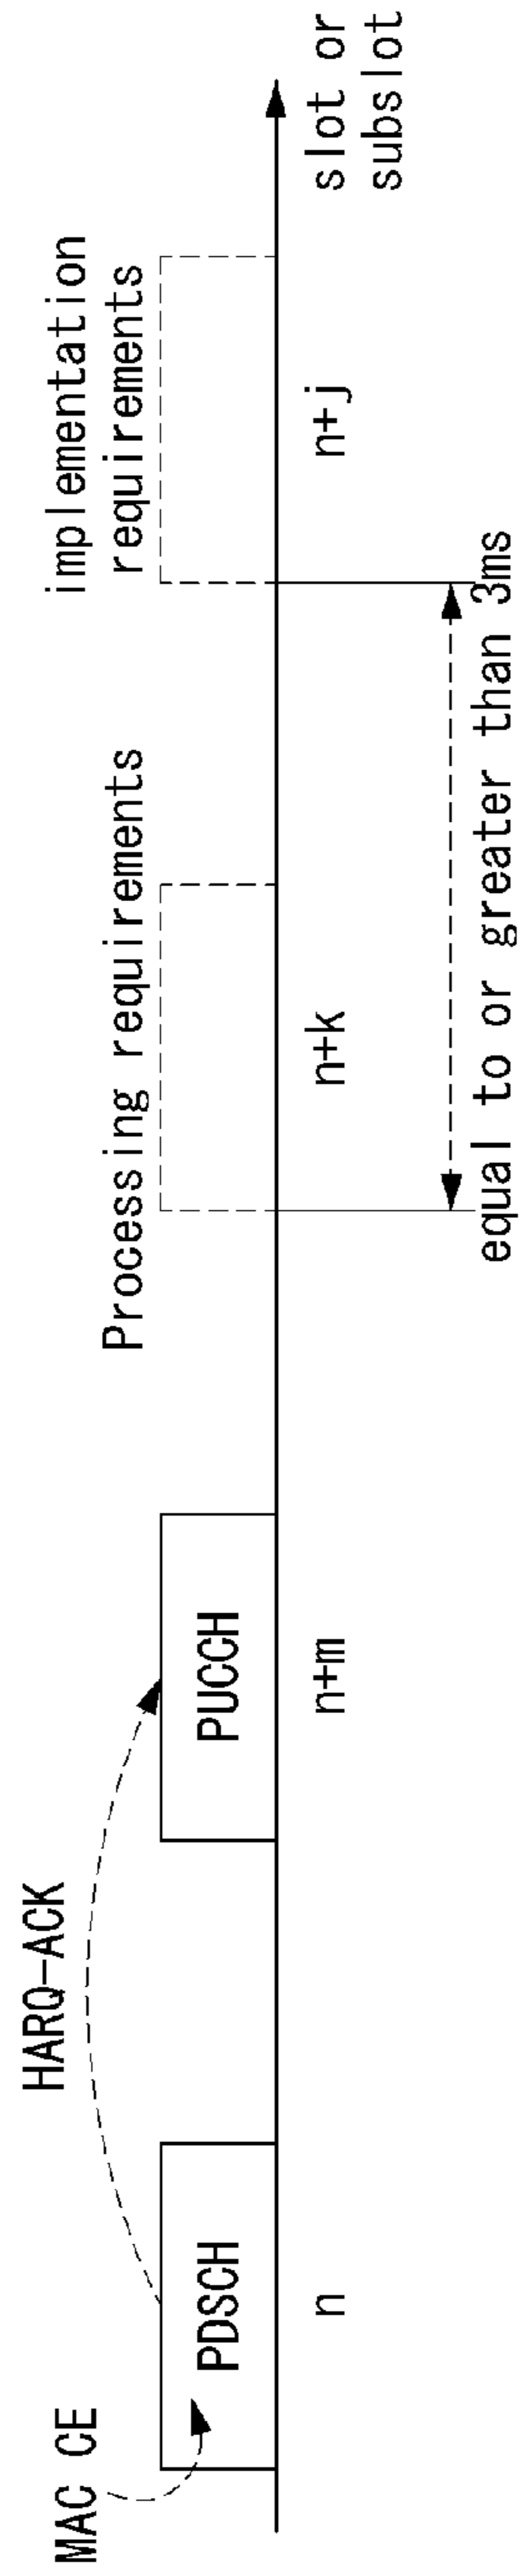 MAC CE
HARQ-ACK
Processing requirements
implementation
requirements
PDSCH
PUCCH
n
n+m
n+k
n+j
slot or
subslot
equal to or greater than 3ms